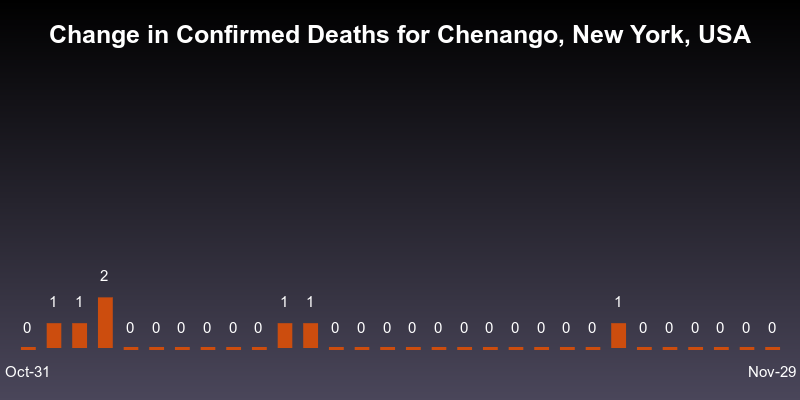 Change in Confirmed Deaths for Chenango, New York, USA
2
1 1 1 1 1
0 0 0 0 0 0 0 0 0 0 0 0 0 0 0 0 0 0 0 0 0 0 0 0
Oct-31 Nov-29